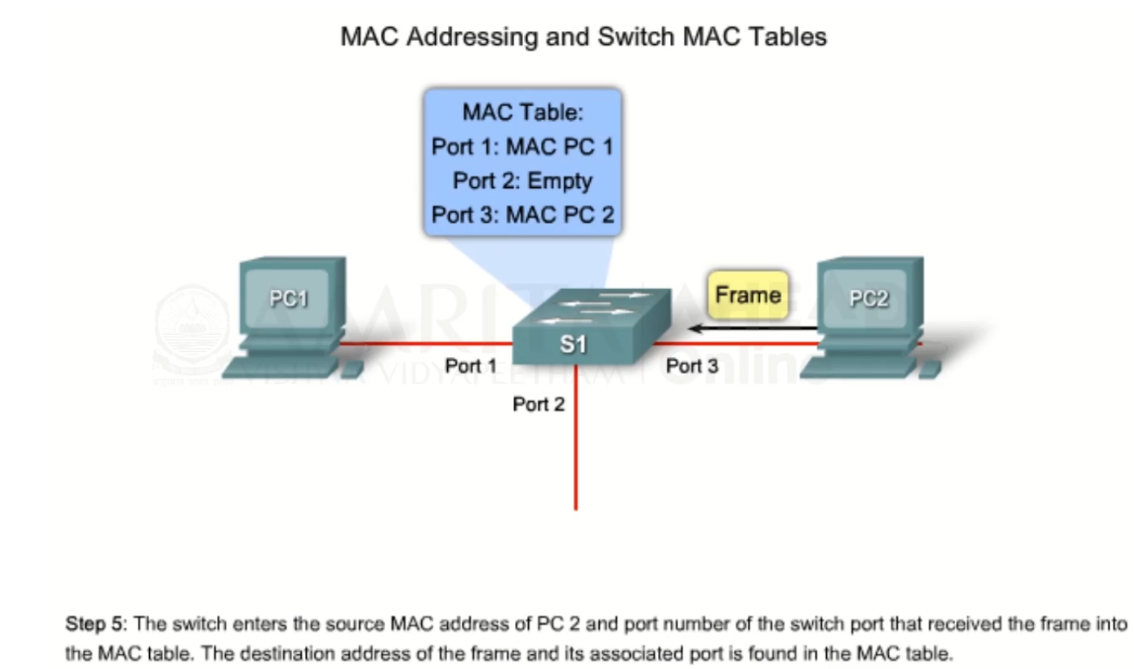 MAC Addressing and Switch MAC Tables
MAC Table:
Port 1: MAC PC 1
Port 2: Empty
Port 3: MAC PC 2
PC1
Frame
PC2
S1
Port 1
Port 3
Port 2
Online
Step 5: The switch enters the source MAC address of PC 2 and port number of the switch port that received the frame into
the MAC table. The destination address of the frame and its associated port is found in the MAC table.